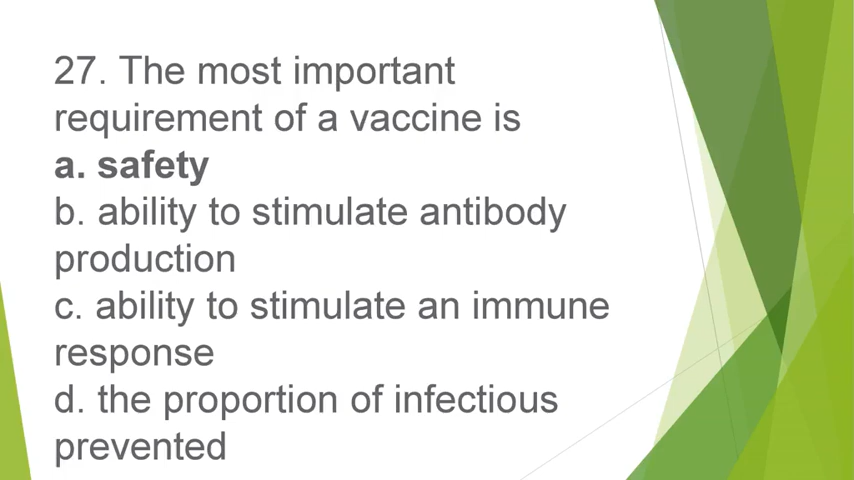 27. The most important
requirement of a vaccine is
a. safety
b. ability to stimulate antibody
production
c. ability to stimulate an immune
response
d. the proportion of infectious
prevented